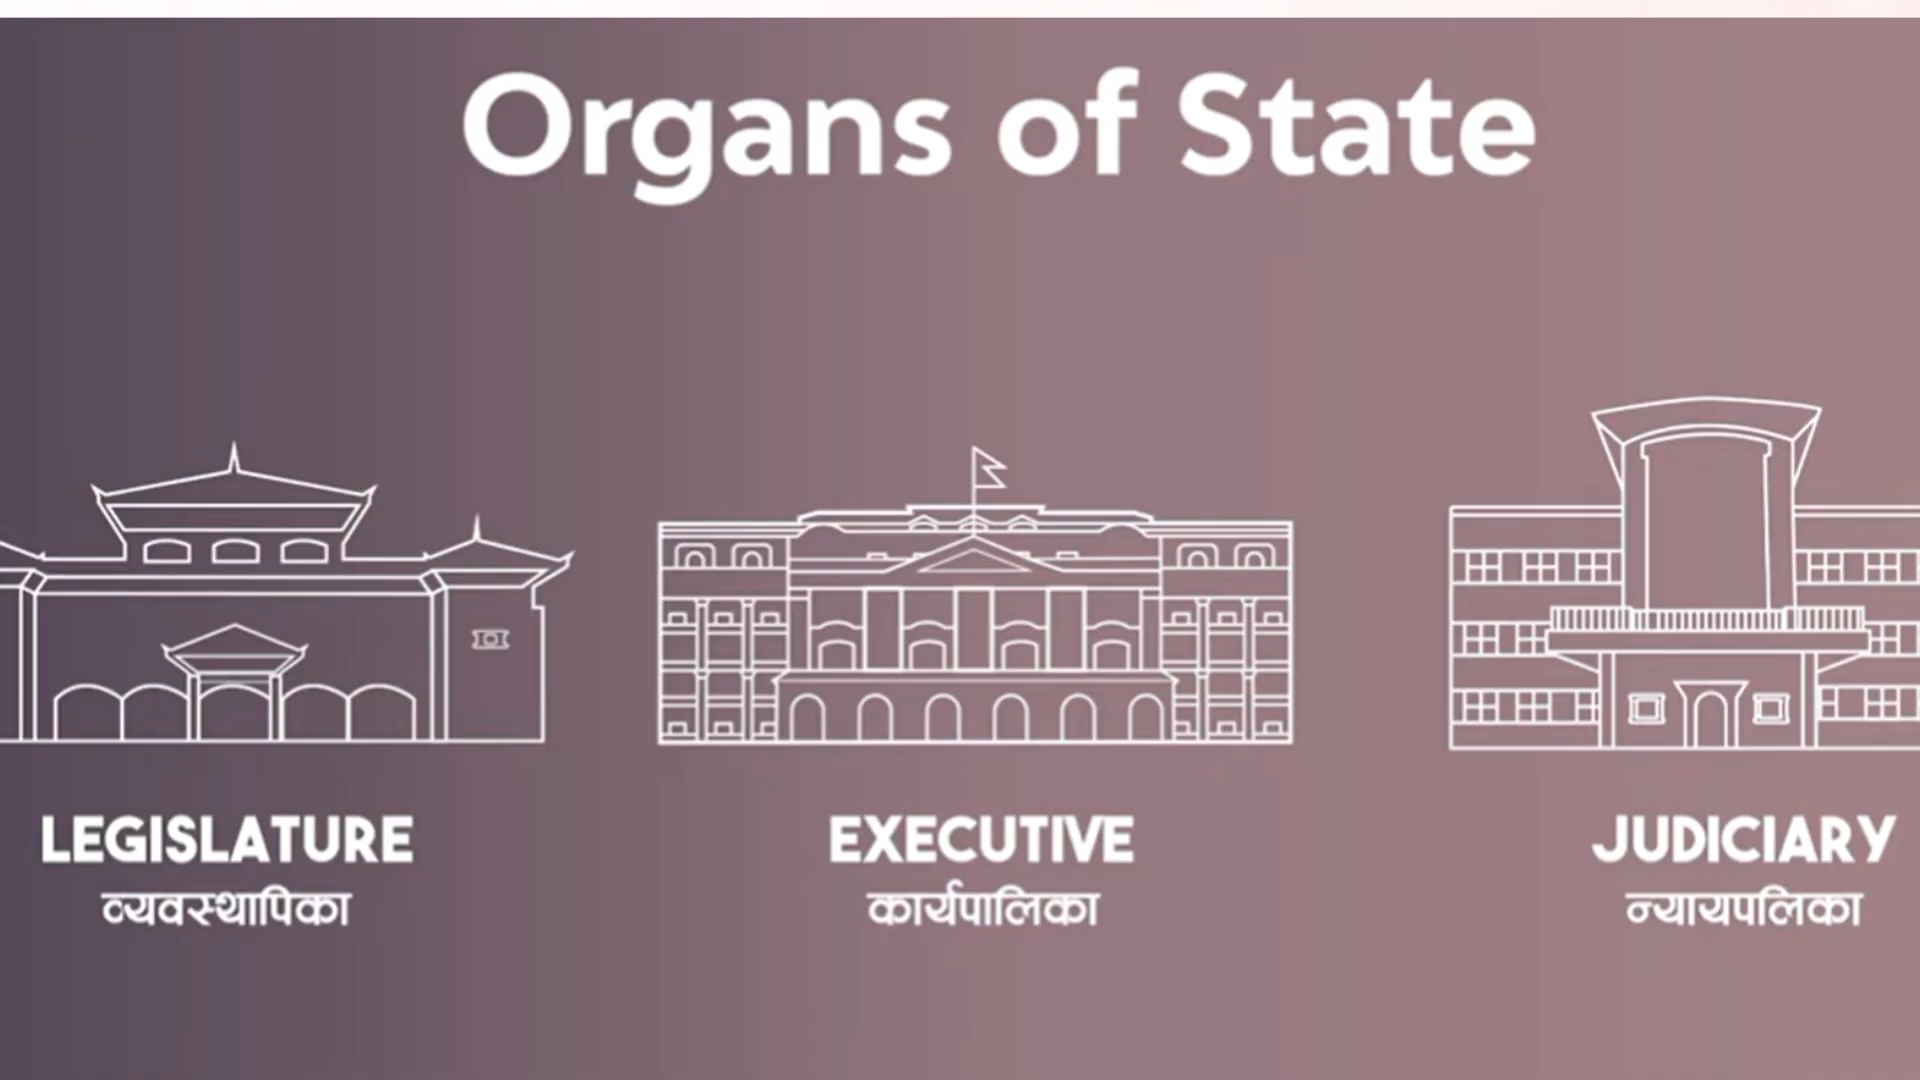 Organs of State
LEGISLATURE
व्यवस्थापिका
EXECUTIVE
कार्यपालिका
JUDICIARY
न्यायपलिका